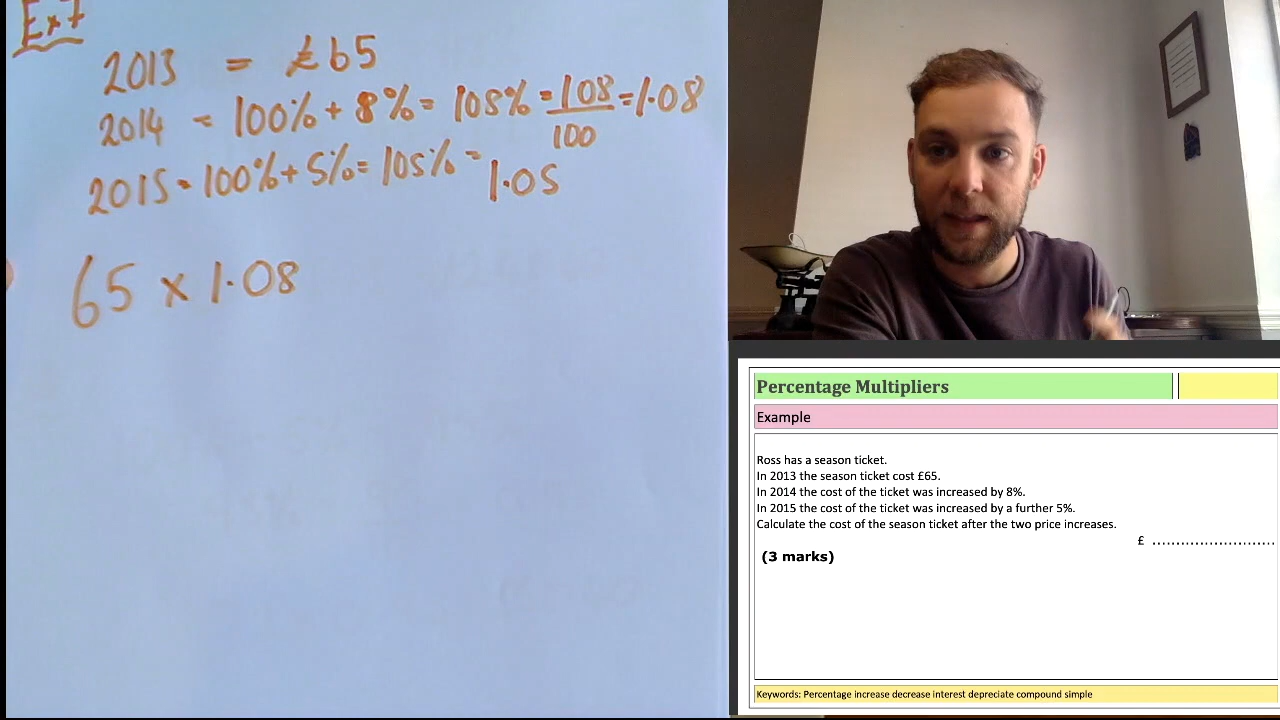 Ex 7
2013 = £65
2014 = 100% + 8% = 108% = 108/100 = 1.08
2015 = 100% + 5% = 105% = 1.05
65 x 1.08
Percentage Multipliers
Example
Ross has a season ticket.
In 2013 the season ticket cost £65.
In 2014 the cost of the ticket was increased by 8%.
In 2015 the cost of the ticket was increased by a further 5%.
Calculate the cost of the season ticket after the two price increases.
£ ..........................
(3 marks)
Keywords: Percentage increase decrease interest depreciate compound simple